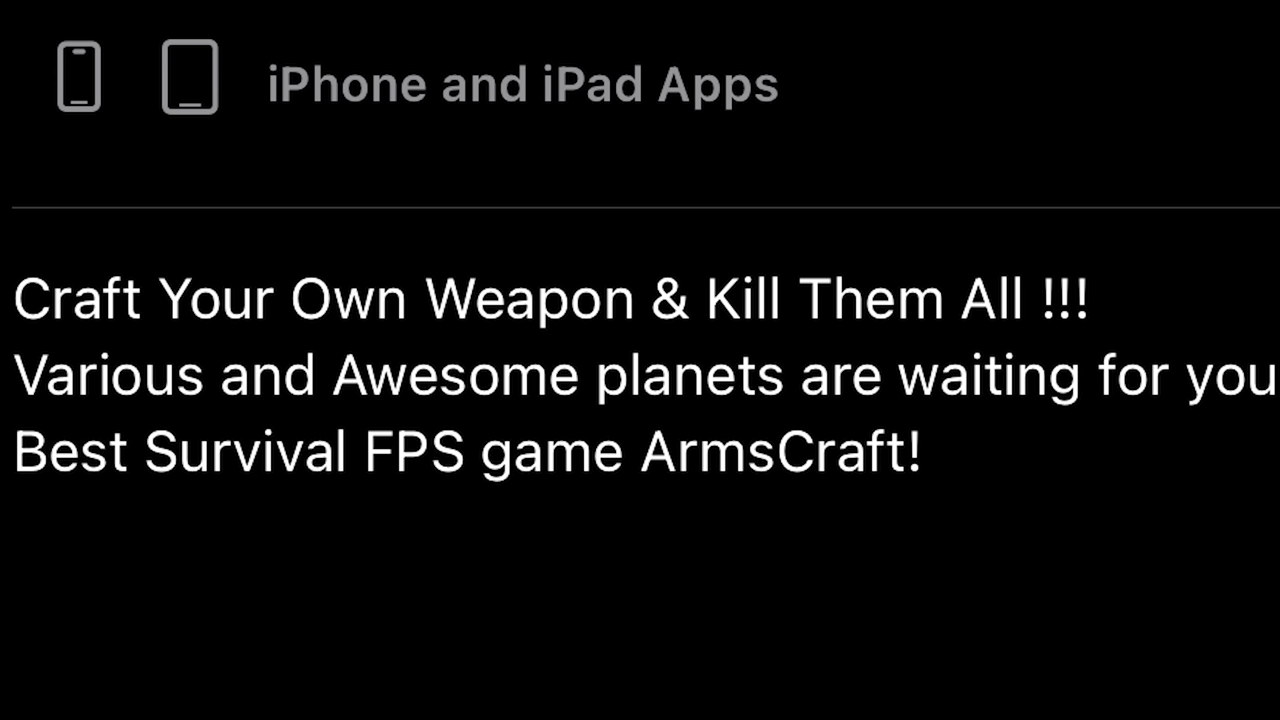 iPhone and iPad Apps
Craft Your Own Weapon & Kill Them All !!!
Various and Awesome planets are waiting for you
Best Survival FPS game ArmsCraft!